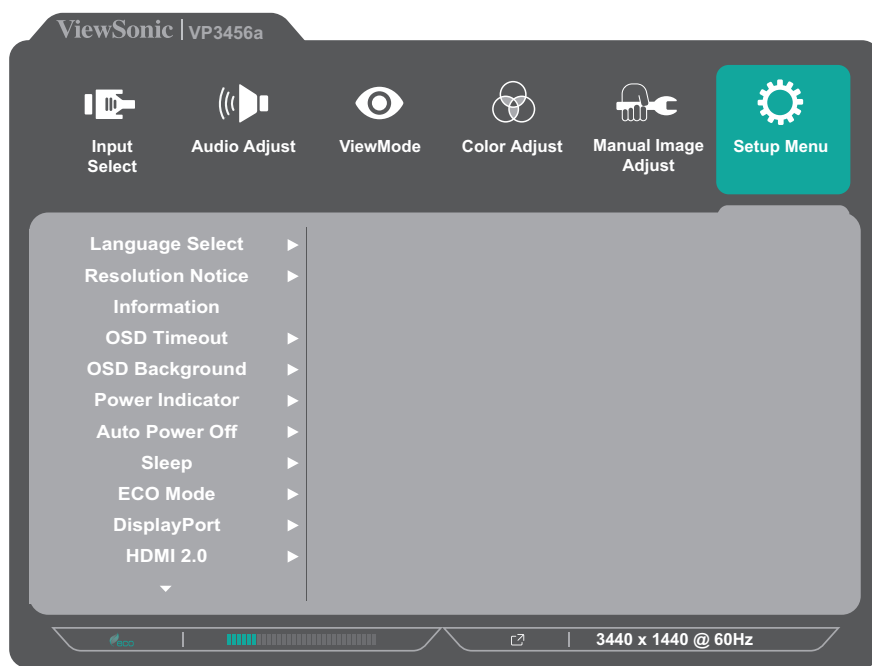 ViewSonic | VP3456a
Input
Select
Audio Adjust
ViewMode
Color Adjust
Manual Image
Adjust
Setup Menu
Language Select
Resolution Notice
Information
OSD Timeout
OSD Background
Power Indicator
Auto Power Off
Sleep
ECO Mode
DisplayPort
HDMI 2.0
eco
3440 x 1440 @ 60Hz